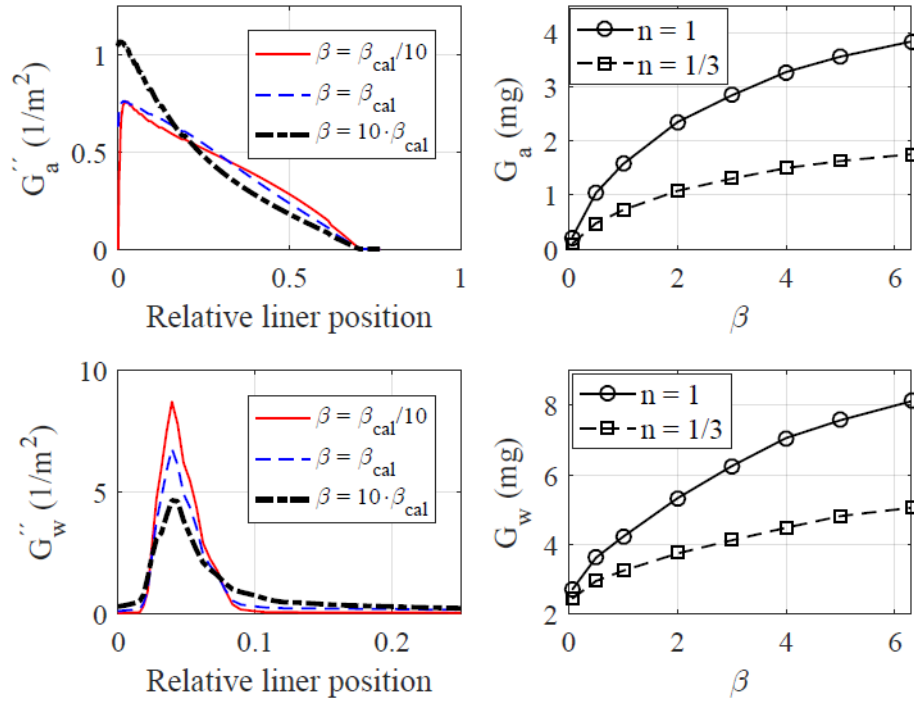 G″a (1/m²)
1
0.5
0
0 0.5 1
Relative liner position
β = βcal/10
β = βcal
β = 10·βcal
Ga (mg)
4
3
2
1
0
0 2 4 6
β
n = 1
n = 1/3
G″w (1/m²)
10
5
0
0 0.1 0.2
Relative liner position
β = βcal/10
β = βcal
β = 10·βcal
Gw (mg)
8
6
4
2
0 2 4 6
β
n = 1
n = 1/3